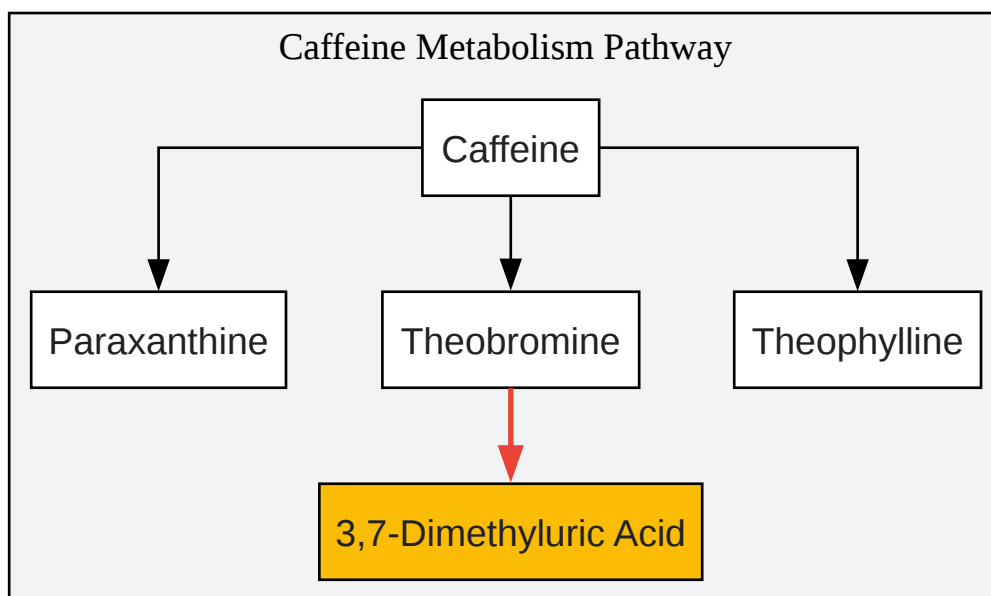 Caffeine Metabolism Pathway
Caffeine
Paraxanthine
Theobromine
Theophylline
3,7-Dimethyluric Acid